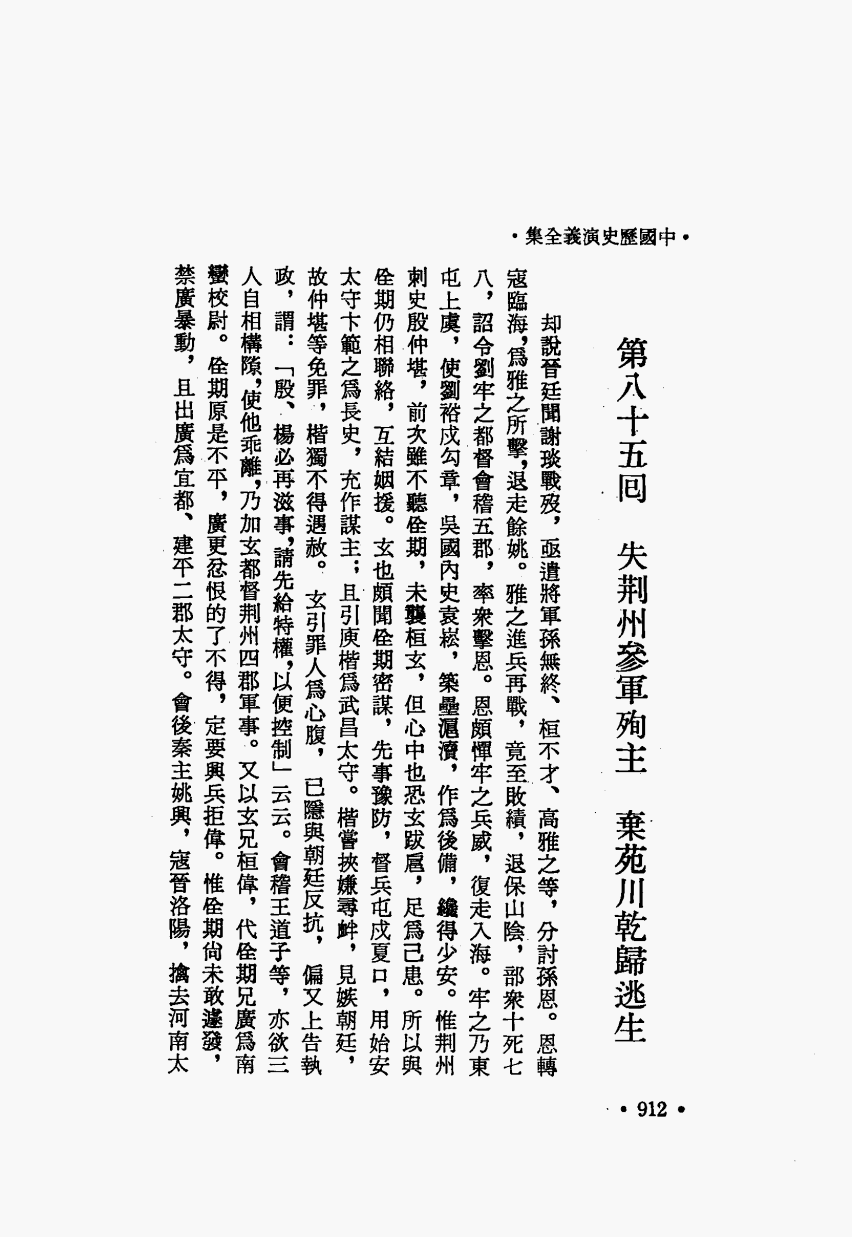 •中國歷史演義全集•
第八十五回　失荆州參軍殉主　棄苑川乾歸逃生
却說晉廷聞謝琰戰歿，亟遣將軍孫無終、桓不才、高雅之等，分討孫恩。恩轉
寇臨海，爲雅之所擊，退走餘姚。雅之進兵再戰，竟至敗績，退保山陰，部衆十死七
八，詔令劉牢之都督會稽五郡，率衆擊恩。恩頗憚牢之兵威，復走入海。牢之乃東
屯上虞，使劉裕戍勾章，吳國內史袁崧，築壘滬瀆，作爲後備，纔得少安。惟荆州
刺史殷仲堪，前次雖不聽佺期，未襲桓玄，但心中也恐玄跋扈，足爲己患。所以與
佺期仍相聯絡，互結姻援。玄也頗聞佺期密謀，先事豫防，督兵屯戍夏口，用始安
太守卞範之爲長史，充作謀主；且引庾楷爲武昌太守。楷嘗挾嫌尋衅，見嫉朝廷，
故仲堪等免罪，楷獨不得遇赦。玄引罪人爲心腹，已隱與朝廷反抗，偏又上告執
政，謂：「殷、楊必再滋事，請先給特權，以便控制」云云。會稽王道子等，亦欲三
人自相構隙，使他乖離，乃加玄都督荆州四郡軍事。又以玄兄桓偉，代佺期兄廣爲南
蠻校尉。佺期原是不平，廣更忿恨的了不得，定要興兵拒偉。惟佺期尙未敢遽發，
禁廣暴動，且出廣爲宜都、建平二郡太守。會後秦主姚興，寇晉洛陽，擒去河南太
•912•